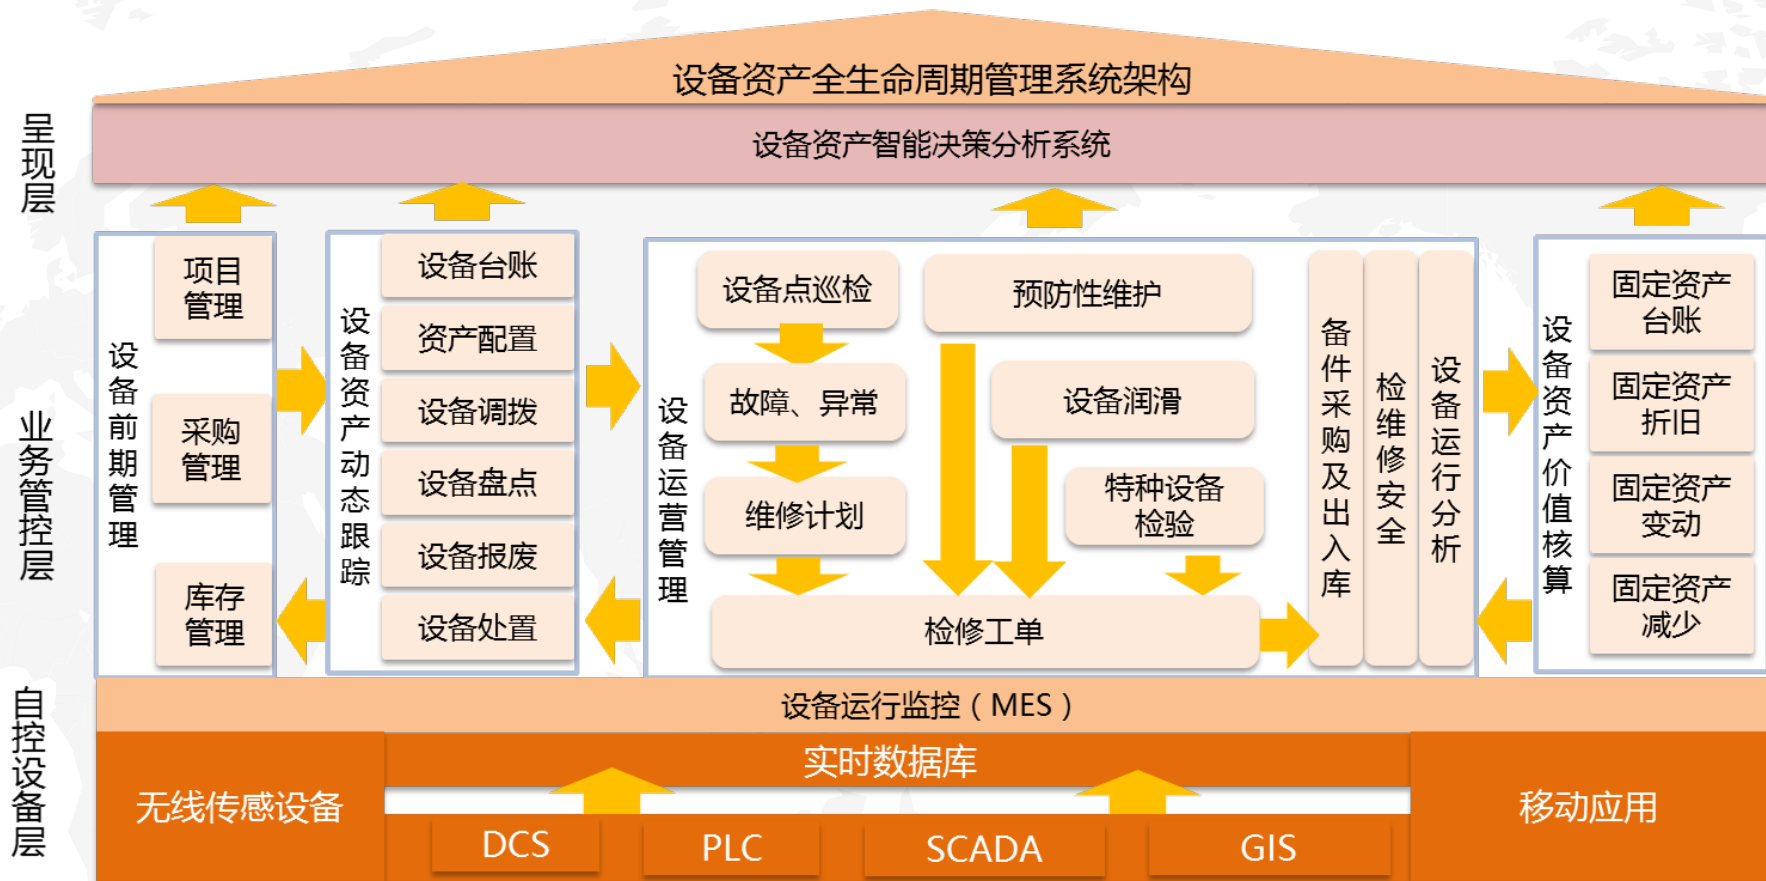 设备资产全生命周期管理系统架构
呈现层
设备资产智能决策分析系统
业务管控层
设备前期管理
项目
管理
采购
管理
库存
管理
设备资产动态跟踪
设备台账
资产配置
设备调拨
设备盘点
设备报废
设备处置
设备运营管理
设备点巡检
故障、异常
维修计划
预防性维护
设备润滑
特种设备
检验
检修工单
备件采购及出入库
检维修安全
设备运行分析
设备资产价值核算
固定资产
台账
固定资产
折旧
固定资产
变动
固定资产
减少
自控设备层
设备运行监控（MES）
实时数据库
无线传感设备
DCS
PLC
SCADA
GIS
移动应用